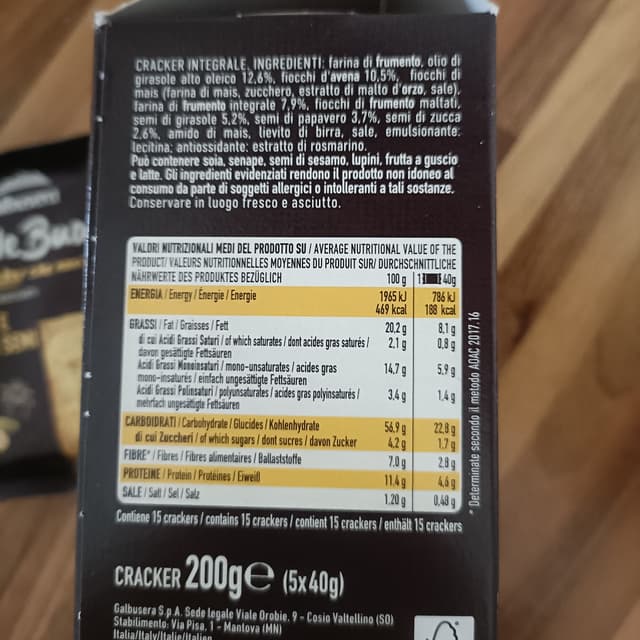 CRACKER INTEGRALE. INGREDIENTI: farina di frumento, olio di
girasole alto oleico 12,6%, fiocchi d'avena 10,5%, fiocchi di
mais (farina di mais, zucchero, estratto di malto d'orzo, sale),
farina di frumento integrale 7,9%, fiocchi di frumento maltati,
semi di girasole 5,2%, semi di papavero 3,7%, semi di zucca
2,6%, amido di mais, lievito di birra, sale, emulsionante:
lecitina; antiossidante: estratto di rosmarino.
Può contenere soia, senape, semi di sesamo, lupini, frutta a guscio
e latte. Gli ingredienti evidenziati rendono il prodotto non idoneo al
consumo da parte di soggetti allergici o intolleranti a tali sostanze.
Conservare in luogo fresco e asciutto.
VALORI NUTRIZIONALI MEDI DEL PRODOTTO SU / AVERAGE NUTRITIONAL VALUE OF THE
PRODUCT/ VALEURS NUTRITIONNELLES MOYENNES DU PRODUIT SUR/ DURCHSCHNITTLICHE
NÄHRWERTE DES PRODUKTES BEZÜGLICH 100 g 40g
ENERGIA / Energy / Énergie / Energie 1965 kJ 786 kJ
469 kcal 188 kcal
GRASSI / Fat / Graisses / Fett 20,2 g 8,1 g
di cui Acidi Grassi Saturi / of which saturates / dont acides gras saturés / 2,1 g 0,8 g
davon gesättigte Fettsäuren
Acidi Grassi Monoinsaturi / mono-unsaturates / acides gras 14,7 g 5,9 g
mono-insaturés / einfach ungesättigte Fettsäuren
Acidi Grassi Polinsaturi / polyunsaturates / acides gras polyinsaturés / 3,4 g 1,4 g
mehrfach ungesättigte Fettsäuren
CARBOIDRATI / Carbohydrate / Glucides / Kohlenhydrate 56,9 g 22,8 g
di cui Zuccheri / of which sugars / dont sucres / davon Zucker 4,2 g 1,7 g
FIBRE* / Fibres / Fibres alimentaires / Ballaststoffe 7,0 g 2,8 g
PROTEINE / Protein / Protéines / Eiweiß 11,4 g 4,6 g
SALE / Salt / Sel / Salz 1,20 g 0,48 g
* Determinate secondo il metodo AOAC 2017.16
Contiene 15 crackers / contains 15 crackers / contient 15 crackers / enthält 15 crackers
CRACKER 200g℮ (5x40g)
Galbusera S.p.A. Sede legale Viale Orobie, 9 - Cosio Valtellino (SO)
Stabilimento: Via Pisa, 1 - Mantova (MN)
Italia/Italy/Italie/Italien